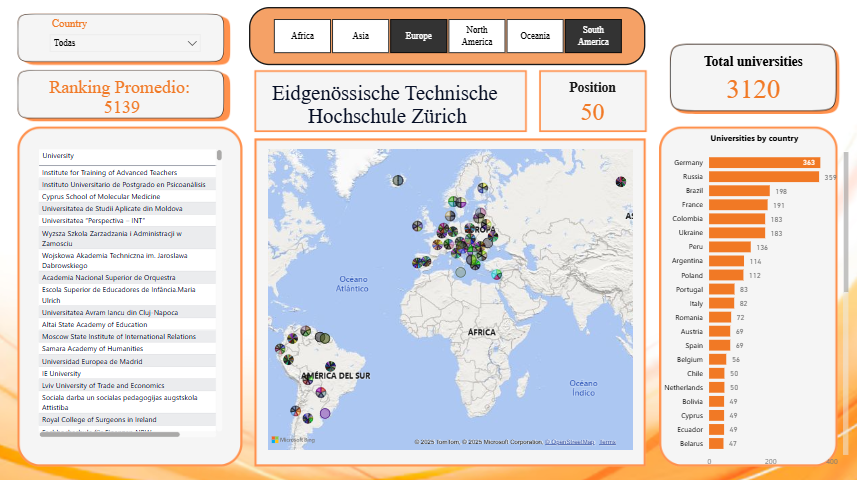 Country
Todas
Africa
Asia
Europe
North
America
Oceania
South
America
Total universities
3120
Ranking Promedio:
5139
Eidgenössische Technische
Hochschule Zürich
Position
50
University
Institute for Training of Advanced Teachers
Instituto Universitario de Postgrado en Psicoanálisis
Cyprus School of Molecular Medicine
Universitatea de Studii Aplicate din Moldova
Universitatea "Perspectiva – INT"
Wyzsza Szkola Zarzadzania i Administracji w
Zamosciu
Wojskowa Akademia Techniczna im. Jaroslawa
Dabrowskiego
Academia Nacional Superior de Orquestra
Escola Superior de Educadores de Infância.Maria
Ulrich
Universitatea Avram Iancu din Cluj-Napoca
Altai State Academy of Education
Moscow State Institute of International Relations
Samara Academy of Humanities
Universidad Europea de Madrid
IE University
Lviv University of Trade and Economics
Sociala darba un socialas pedagogijas augstskola
Attistiba
Royal College of Surgeons in Ireland
EUROPA
AS
Océano
Atlántico
ÁFRICA
AMÉRICA DEL SUR
Océano
Índico
Microsoft Bing
© 2025 TomTom, © 2025 Microsoft Corporation, © OpenStreetMap Terms
Universities by country
Germany 363
Russia 359
Brazil 198
France 191
Colombia 183
Ukraine 183
Peru 136
Argentina 114
Poland 112
Portugal 83
Italy 82
Romania 72
Austria 69
Spain 69
Belgium 56
Chile 50
Netherlands 50
Bolivia 49
Cyprus 49
Ecuador 49
Belarus 47
0 200 400